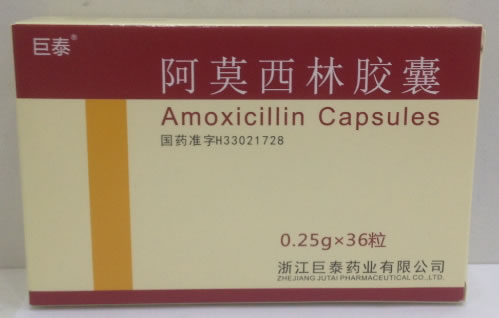 巨泰®
阿莫西林胶囊
Amoxicillin Capsules
国药准字H33021728
0.25g×36粒
浙江巨泰药业有限公司
ZHEJIANG JUTAI PHARMACEUTICAL CO.,LTD.